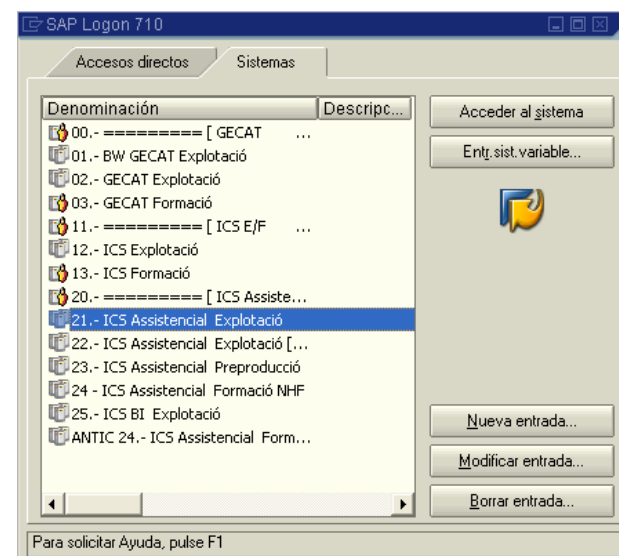 SAP Logon 710
Accesos directos
Sistemas
Denominación
Descripc...
00.- ========= [ GECAT ...
01.- BW GECAT Explotació
02.- GECAT Explotació
03.- GECAT Formació
11.- ========= [ ICS E/F ...
12.- ICS Explotació
13.- ICS Formació
20.- ========= [ ICS Assiste...
21.- ICS Assistencial Explotació
22.- ICS Assistencial Explotació [...
23.- ICS Assistencial Preproducció
24 - ICS Assistencial Formació NHF
25.- ICS BI Explotació
ANTIC 24.- ICS Assistencial Form...
Acceder al sistema
Entr.sist.variable...
Nueva entrada...
Modificar entrada...
Borrar entrada...
Para solicitar Ayuda, pulse F1